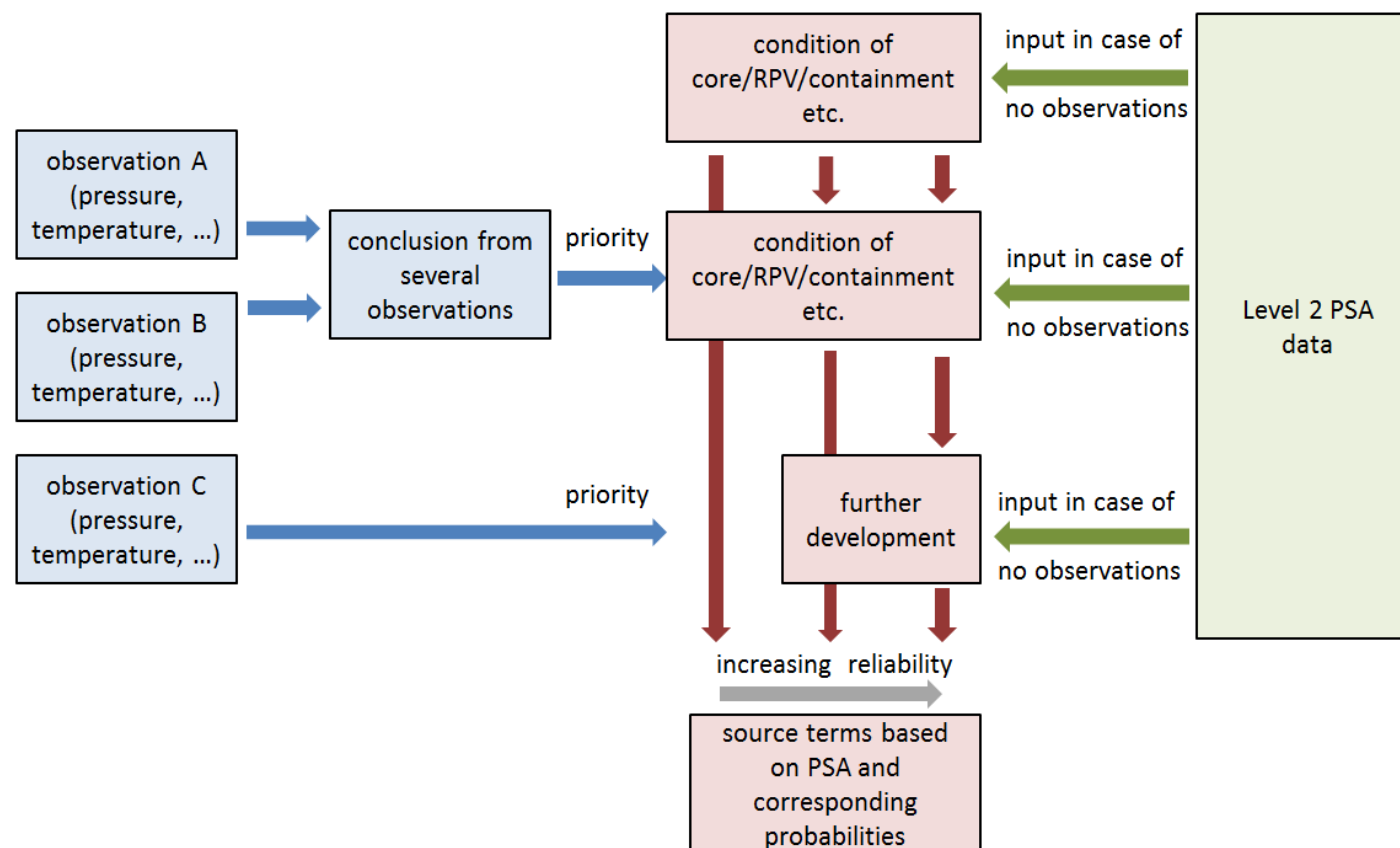 condition of
core/RPV/containment
etc.
input in case of
no observations
observation A
(pressure,
temperature, ...)
conclusion from
several
observations
priority
condition of
core/RPV/containment
etc.
input in case of
no observations
Level 2 PSA
data
observation B
(pressure,
temperature, ...)
observation C
(pressure,
temperature, ...)
priority
further
development
input in case of
no observations
increasing reliability
source terms based
on PSA and
corresponding
probabilities